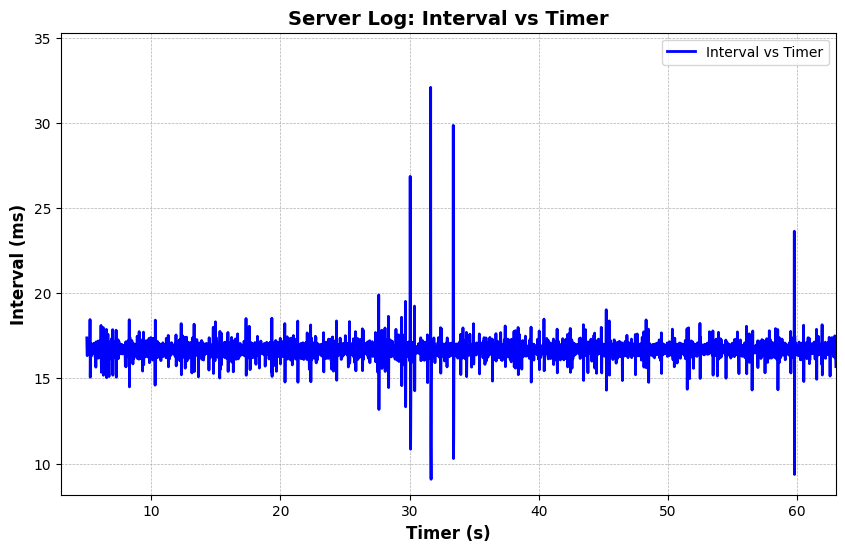 Server Log: Interval vs Timer
Interval vs Timer
35
30
25
20
15
10
Interval (ms)
10 20 30 40 50 60
Timer (s)